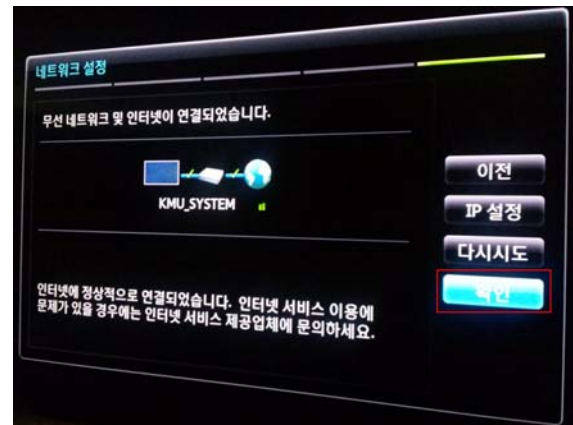 네트워크 설정
무선 네트워크 및 인터넷이 연결되었습니다.
KMU_SYSTEM
이전
IP 설정
다시시도
확인
인터넷에 정상적으로 연결되었습니다. 인터넷 서비스 이용에
문제가 있을 경우에는 인터넷 서비스 제공업체에 문의하세요.